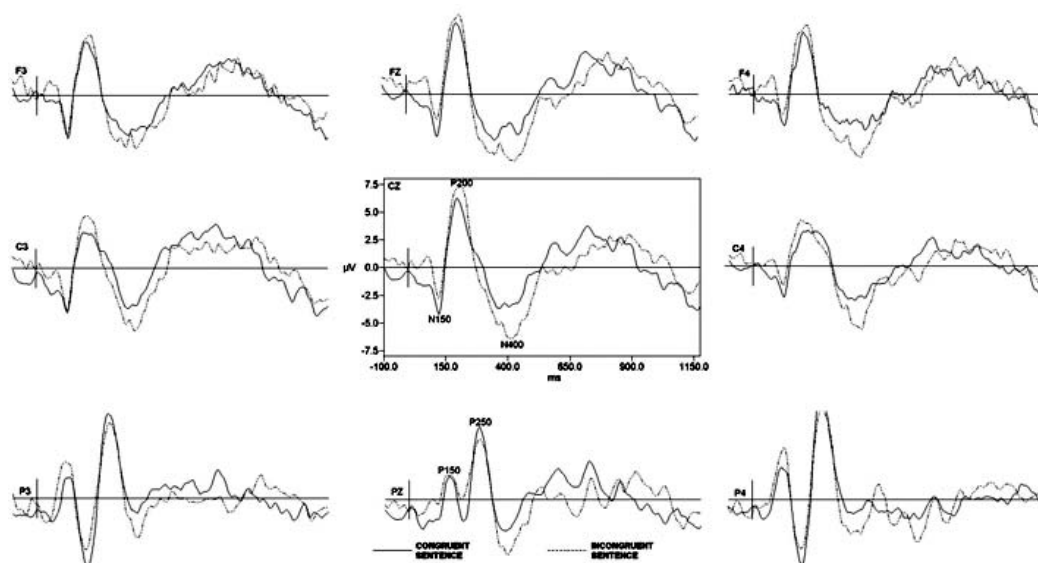 F3
FZ
F4
C3
7.5
CZ
P200
5.0
2.5
µV
0.0
-2.5
N150
-5.0
N400
-7.5
-100.0 150.0 400.0 650.0 900.0 1150.0
ms
C4
P3
P150
P250
PZ
P4
CONGRUENT
SENTENCE
INCONGRUENT
SENTENCE